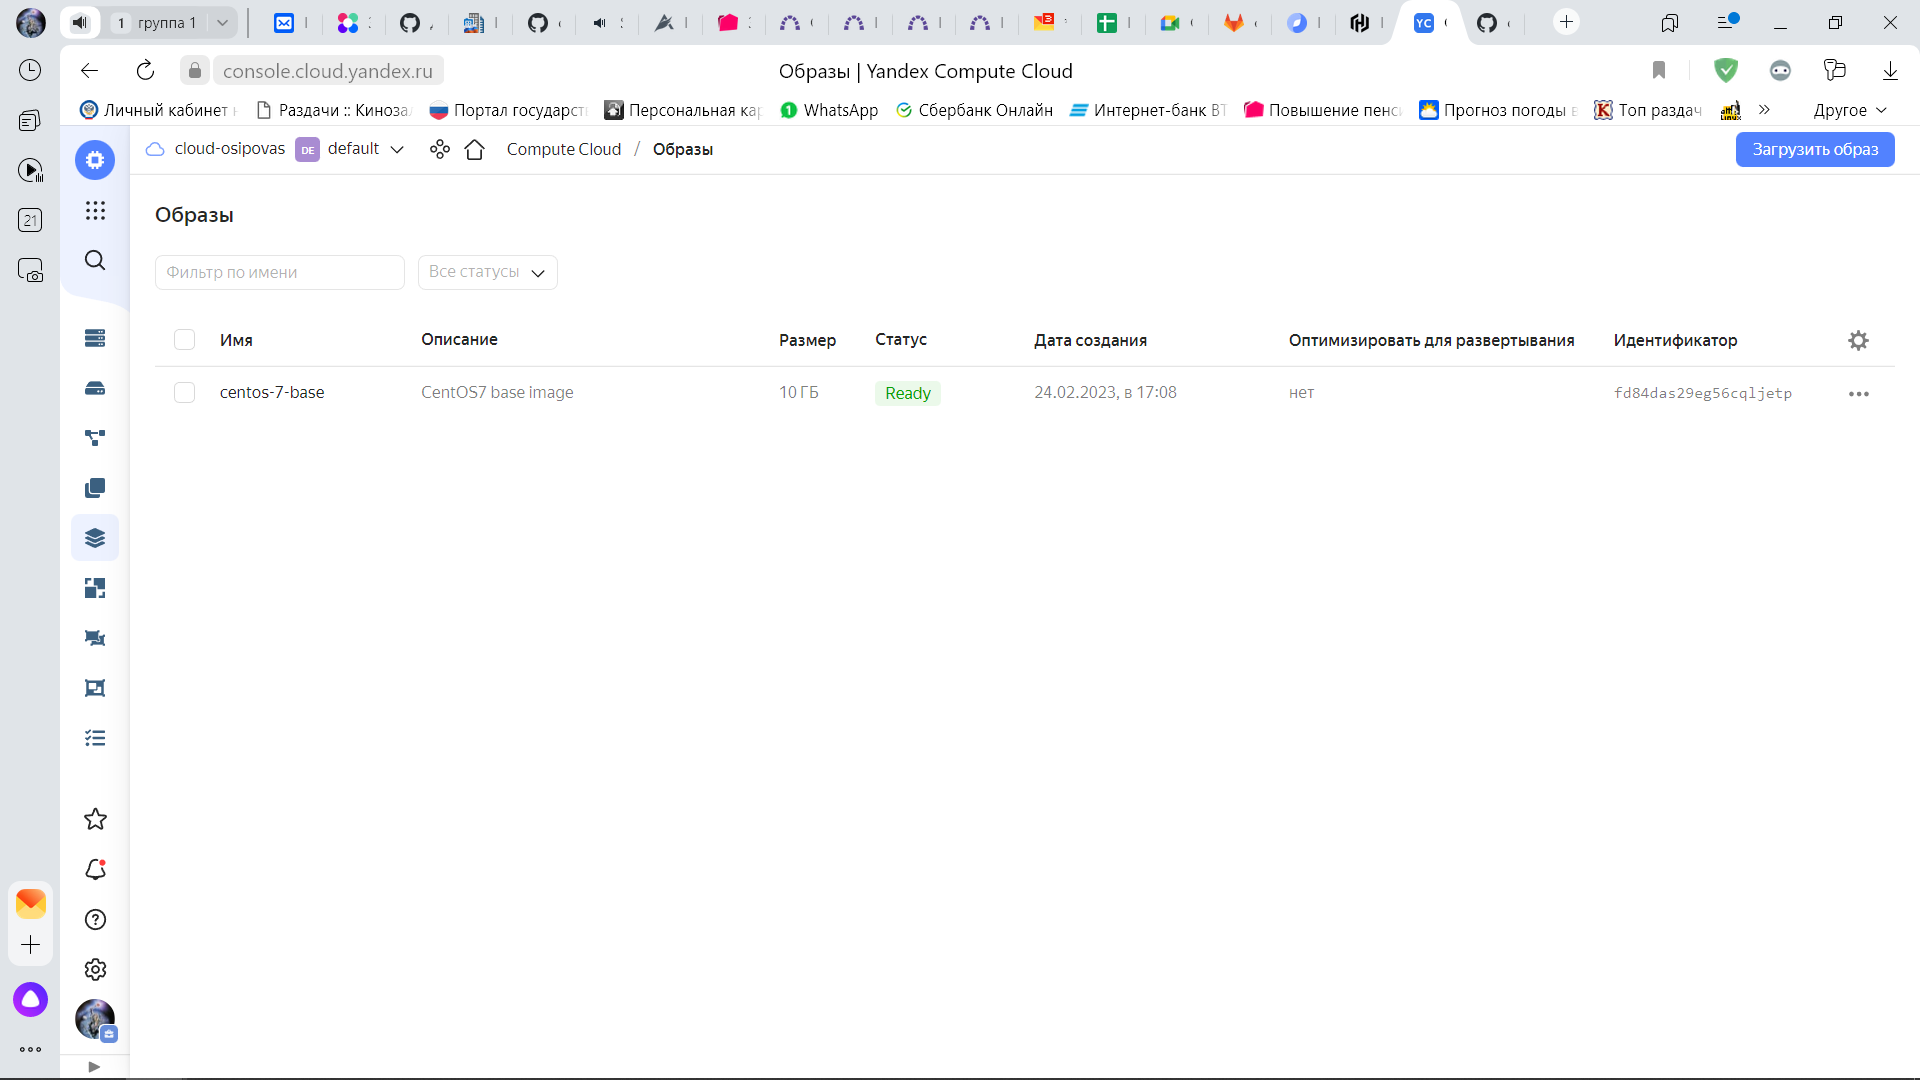 1 группа 1
console.cloud.yandex.ru
Образы | Yandex Compute Cloud
Личный кабинет
Раздачи :: Киноза
Портал государст
Персональная ка
WhatsApp
Сбербанк Онлайн
Интернет-банк ВТ
Повышение пенс
Прогноз погоды в
Топ раздач
»
Другое
cloud-osipovas DE default
Compute Cloud / Образы
Загрузить образ
21
YC
3
Образы
Фильтр по имени
Все статусы
Имя Описание Размер Статус Дата создания Оптимизировать для развертывания Идентификатор
centos-7-base CentOS7 base image 10 ГБ Ready 24.02.2023, в 17:08 нет fd84das29eg56cqljetp